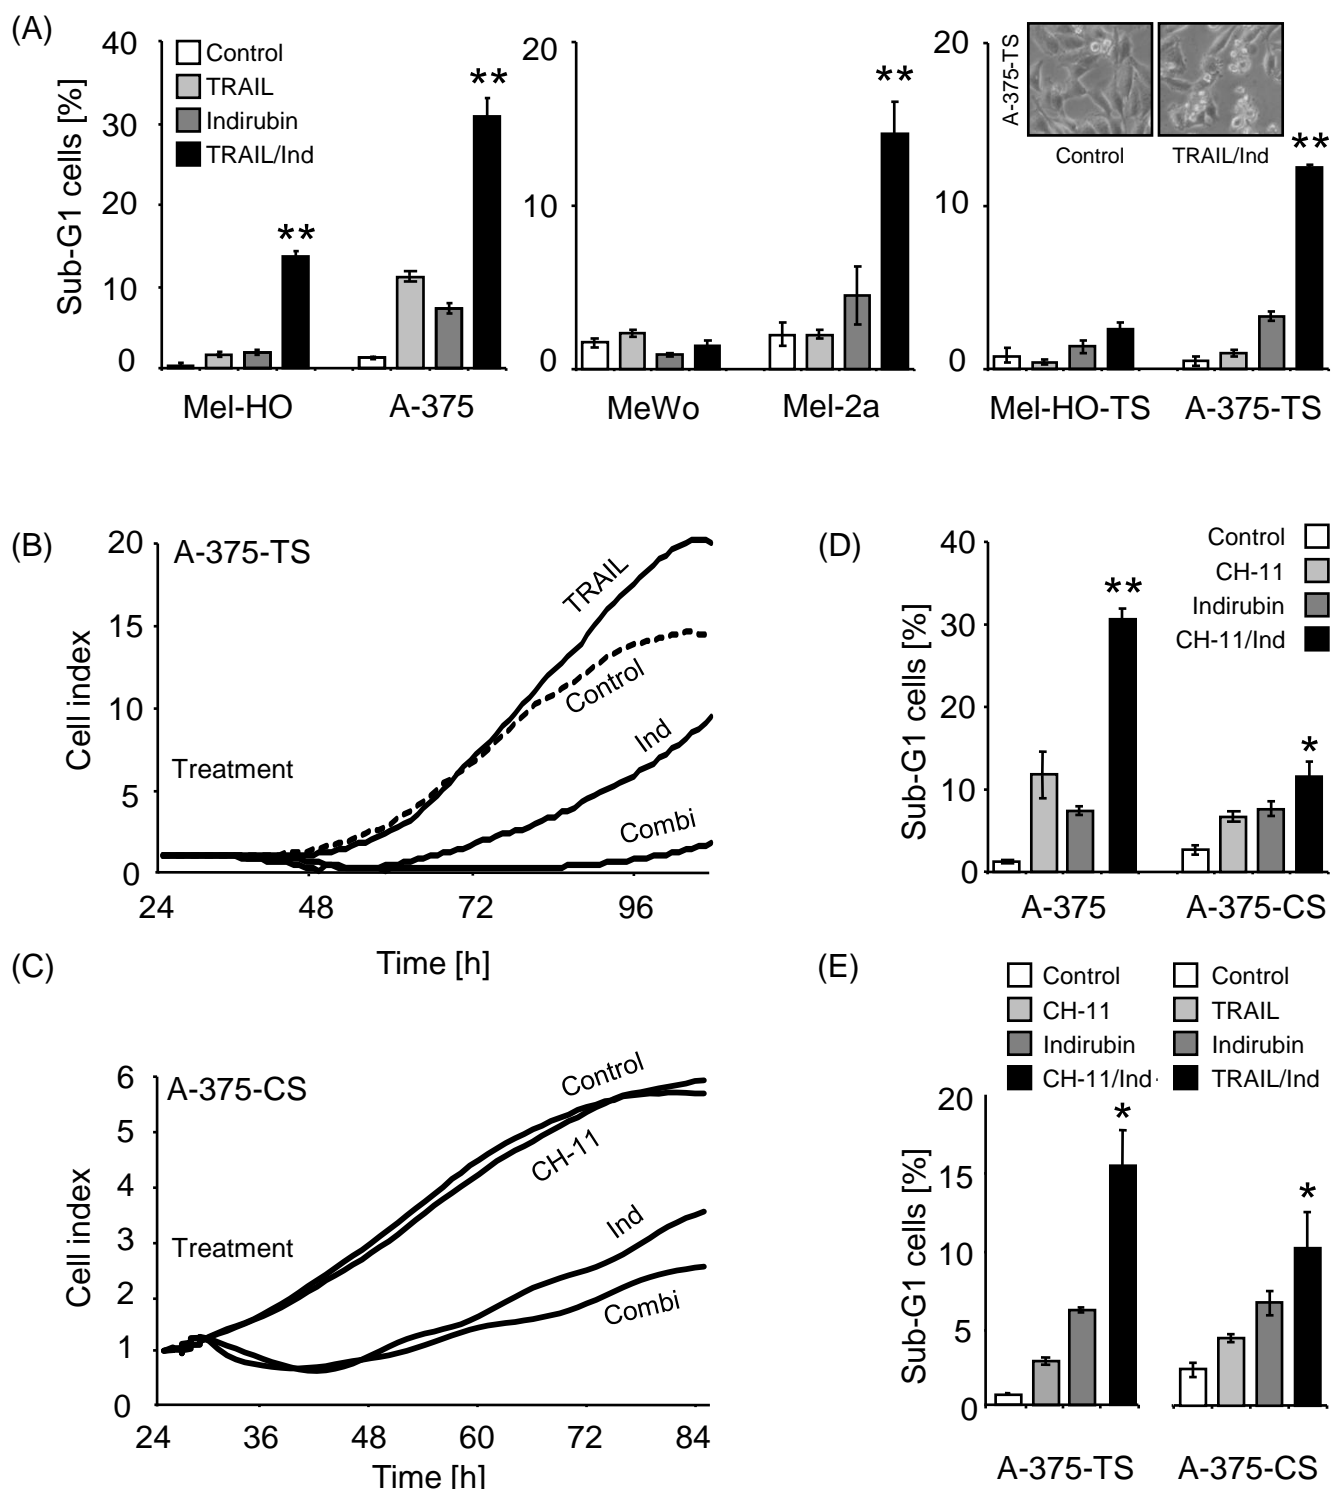 (A)
Sub-G1 cells [%]
40
30
20
10
0
Control
TRAIL
Indirubin
TRAIL/Ind
**
**
Mel-HO
A-375
20
10
0
**
MeWo
Mel-2a
20
10
0
A-375-TS
Control
TRAIL/Ind
**
Mel-HO-TS
A-375-TS
(B)
A-375-TS
Cell index
20
15
10
5
0
TRAIL
Control
Ind
Combi
Treatment
24
48
72
96
Time [h]
(C)
A-375-CS
Cell index
6
5
4
3
2
1
0
Control
CH-11
Ind
Combi
Treatment
24
36
48
60
72
84
Time [h]
(D)
Sub-G1 cells [%]
40
30
20
10
0
Control
CH-11
Indirubin
CH-11/Ind
**
*
A-375
A-375-CS
(E)
Control
CH-11
Indirubin
CH-11/Ind
Control
TRAIL
Indirubin
TRAIL/Ind
Sub-G1 cells [%]
20
15
10
5
0
*
*
A-375-TS
A-375-CS